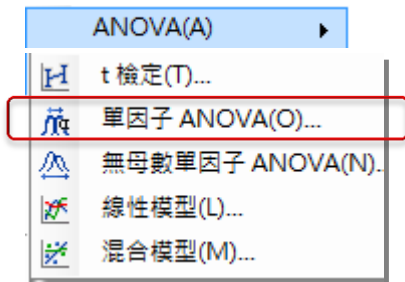 ANOVA(A)
t 檢定(T)...
單因子 ANOVA(O)...
無母數單因子 ANOVA(N)..
線性模型(L)...
混合模型(M)...